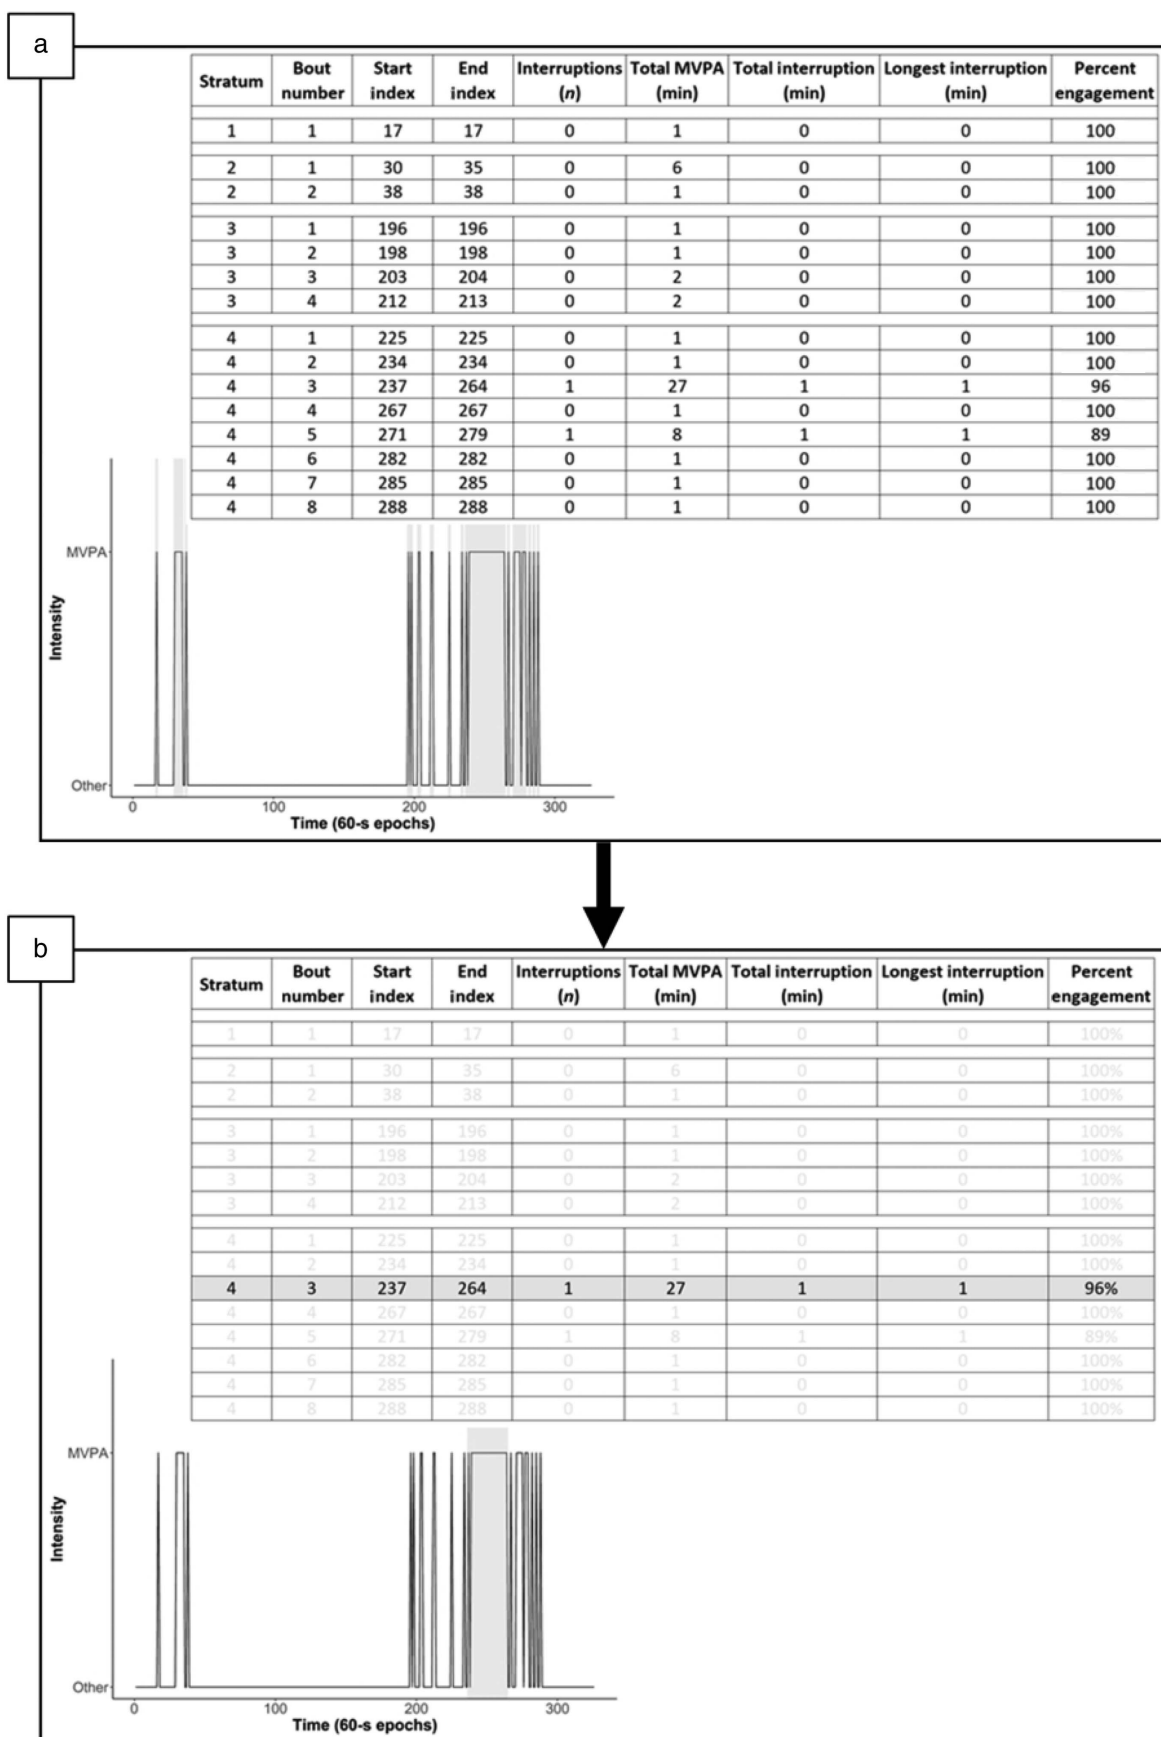 a
Stratum Bout number Start index End index Interruptions (n) Total MVPA (min) Total interruption (min) Longest interruption (min) Percent engagement
1 1 17 17 0 1 0 0 100
2 1 30 35 0 6 0 0 100
2 2 38 38 0 1 0 0 100
3 1 196 196 0 1 0 0 100
3 2 198 198 0 1 0 0 100
3 3 203 204 0 2 0 0 100
3 4 212 213 0 2 0 0 100
4 1 225 225 0 1 0 0 100
4 2 234 234 0 1 0 0 100
4 3 237 264 1 27 1 1 96
4 4 267 267 0 1 0 0 100
4 5 271 279 1 8 1 1 89
4 6 282 282 0 1 0 0 100
4 7 285 285 0 1 0 0 100
4 8 288 288 0 1 0 0 100
MVPA
Intensity
Other
0 100 200 300
Time (60-s epochs)
b
Stratum Bout number Start index End index Interruptions (n) Total MVPA (min) Total interruption (min) Longest interruption (min) Percent engagement
1 1 17 17 0 1 0 0 100%
2 1 30 35 0 6 0 0 100%
2 2 38 38 0 1 0 0 100%
3 1 196 196 0 1 0 0 100%
3 2 198 198 0 1 0 0 100%
3 3 203 204 0 2 0 0 100%
3 4 212 213 0 2 0 0 100%
4 1 225 225 0 1 0 0 100%
4 2 234 234 0 1 0 0 100%
4 3 237 264 1 27 1 1 96%
4 4 267 267 0 1 0 0 100%
4 5 271 279 1 8 1 1 89%
4 6 282 282 0 1 0 0 100%
4 7 285 285 0 1 0 0 100%
4 8 288 288 0 1 0 0 100%
MVPA
Intensity
Other
0 100 200 300
Time (60-s epochs)